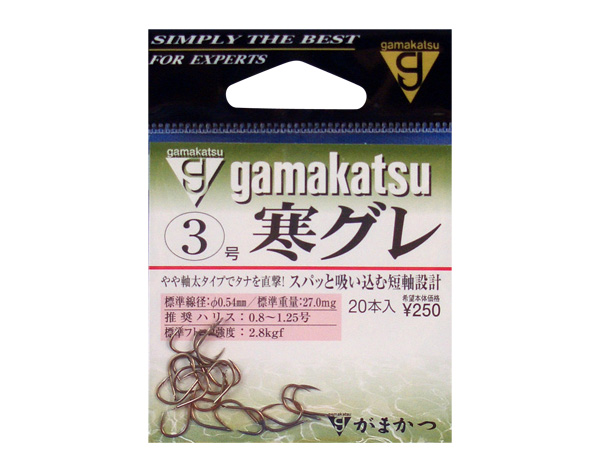 SIMPLY THE BEST
FOR EXPERTS
gamakatsu
gamakatsu
gamakatsu
3号
寒グレ
やや軸太タイプでタナを直撃! スパッと吸い込む短軸設計
標準線径:φ0.54mm/標準重量:27.0mg
推奨ハリス:0.8〜1.25号
標準フ 強度:2.8kgf
20本入
希望本体価格
¥250
がまかつ